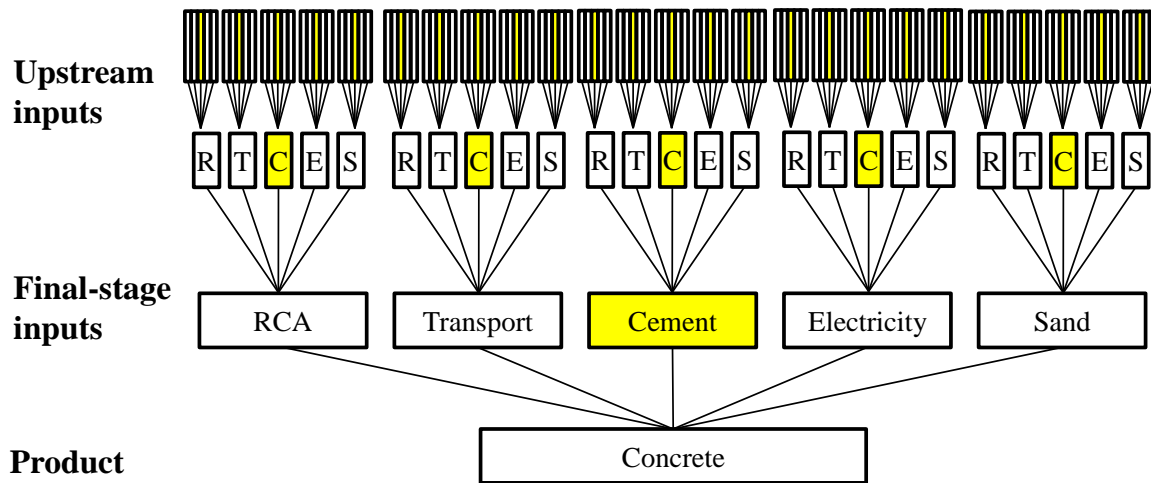 Upstream
inputs
R T C E S R T C E S R T C E S R T C E S R T C E S
Final-stage
inputs
RCA Transport Cement Electricity Sand
Product
Concrete